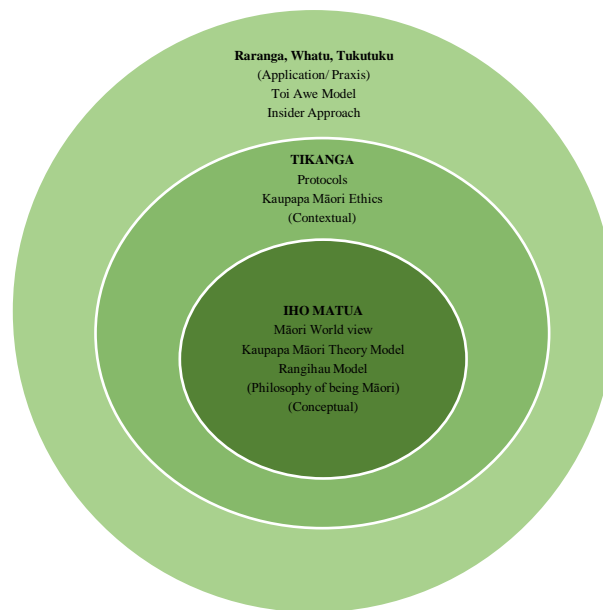 Raranga, Whatu, Tukutuku
(Application/ Praxis)
Toi Awe Model
Insider Approach
TIKANGA
Protocols
Kaupapa Māori Ethics
(Contextual)
IHO MATUA
Māori World view
Kaupapa Māori Theory Model
Rangihau Model
(Philosophy of being Māori)
(Conceptual)